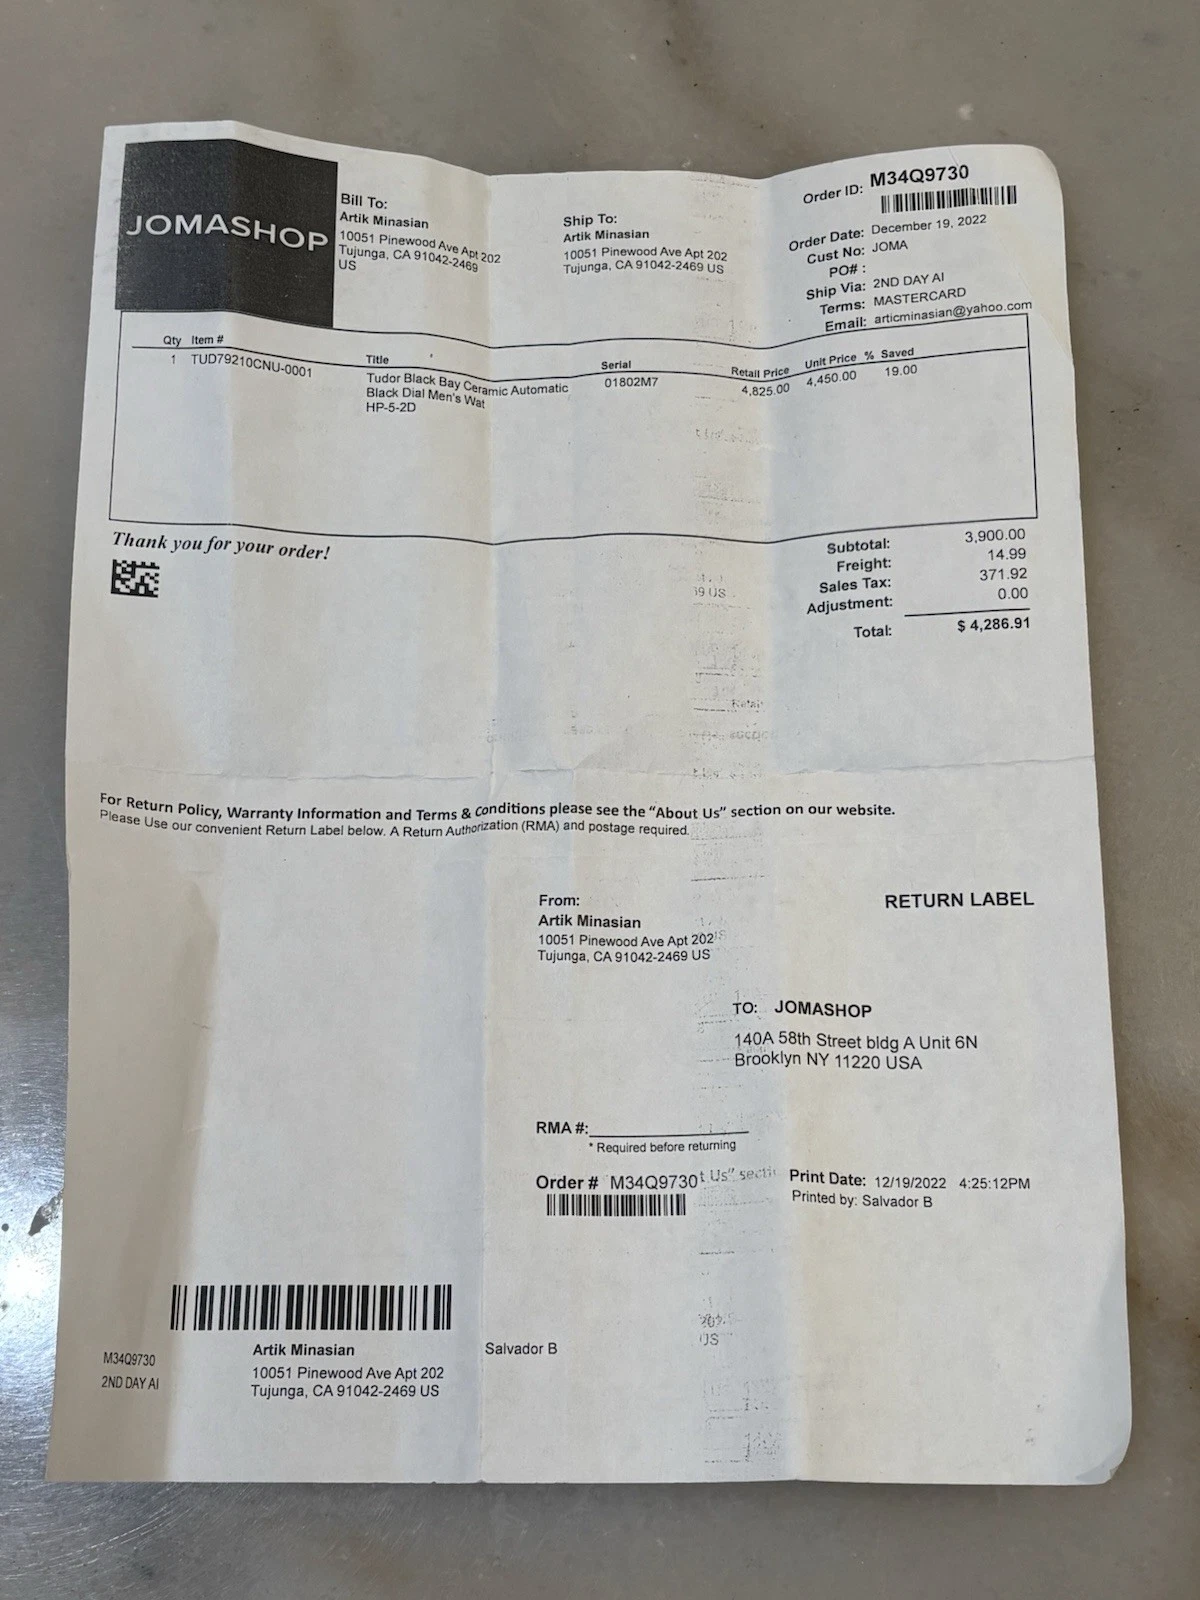 JOMASHOP
Bill To:
Artik Minasian
10051 Pinewood Ave Apt 202
Tujunga, CA 91042-2469
US
Ship To:
Artik Minasian
10051 Pinewood Ave Apt 202
Tujunga, CA 91042-2469 US
Order ID: M34Q9730
Order Date: December 19, 2022
Cust No: JOMA
PO# :
Ship Via: 2ND DAY AI
Terms: MASTERCARD
Email: articminasian@yahoo.com
Qty Item # Title Serial Retail Price Unit Price % Saved
1 TUD79210CNU-0001 Tudor Black Bay Ceramic Automatic 01802M7 4,825.00 4,450.00 19.00
Black Dial Men's Wat
HP-5-2D
Thank you for your order!
Subtotal: 3,900.00
Freight: 14.99
Sales Tax: 371.92
Adjustment: 0.00
Total: $ 4,286.91
For Return Policy, Warranty Information and Terms & Conditions please see the “About Us” section on our website.
Please Use our convenient Return Label below. A Return Authorization (RMA) and postage required.
From:
Artik Minasian
10051 Pinewood Ave Apt 202
Tujunga, CA 91042-2469 US
RETURN LABEL
TO: JOMASHOP
140A 58th Street bldg A Unit 6N
Brooklyn NY 11220 USA
RMA #:
* Required before returning
Order # M34Q9730
Print Date: 12/19/2022 4:25:12PM
Printed by: Salvador B
M34Q9730
2ND DAY AI
Artik Minasian
10051 Pinewood Ave Apt 202
Tujunga, CA 91042-2469 US
Salvador B